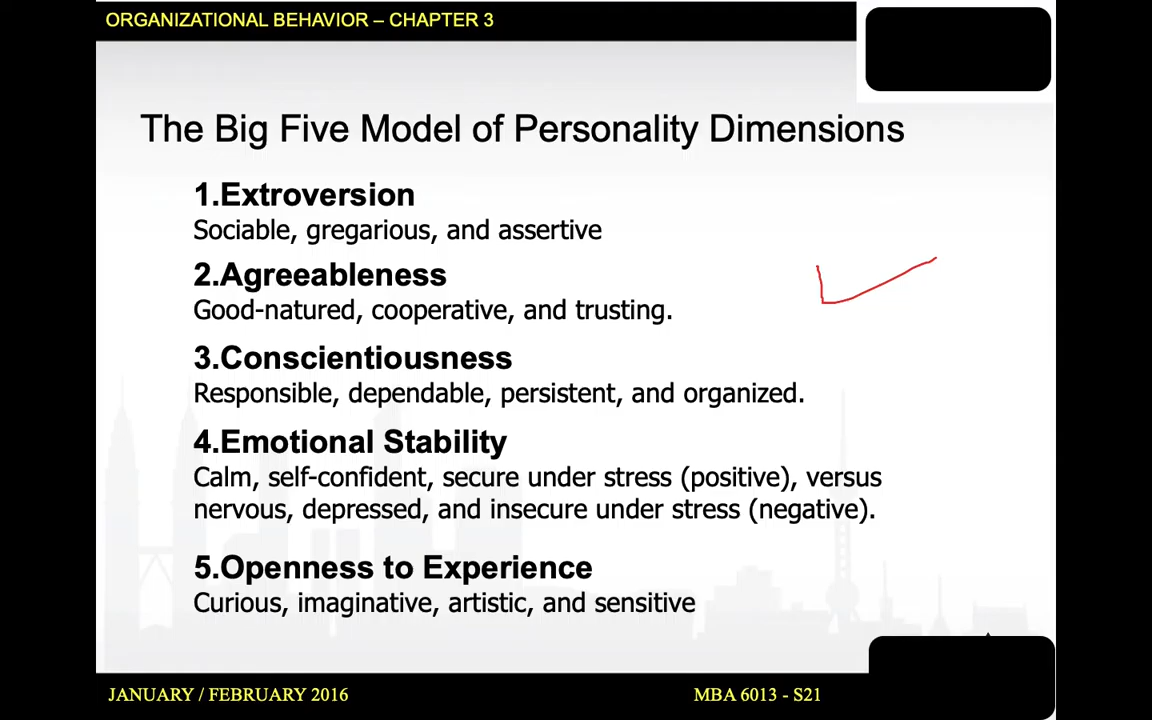 ORGANIZATIONAL BEHAVIOR – CHAPTER 3
The Big Five Model of Personality Dimensions
1.Extroversion
Sociable, gregarious, and assertive
2.Agreeableness
Good-natured, cooperative, and trusting.
3.Conscientiousness
Responsible, dependable, persistent, and organized.
4.Emotional Stability
Calm, self-confident, secure under stress (positive), versus
nervous, depressed, and insecure under stress (negative).
5.Openness to Experience
Curious, imaginative, artistic, and sensitive
JANUARY / FEBRUARY 2016
MBA 6013 - S21